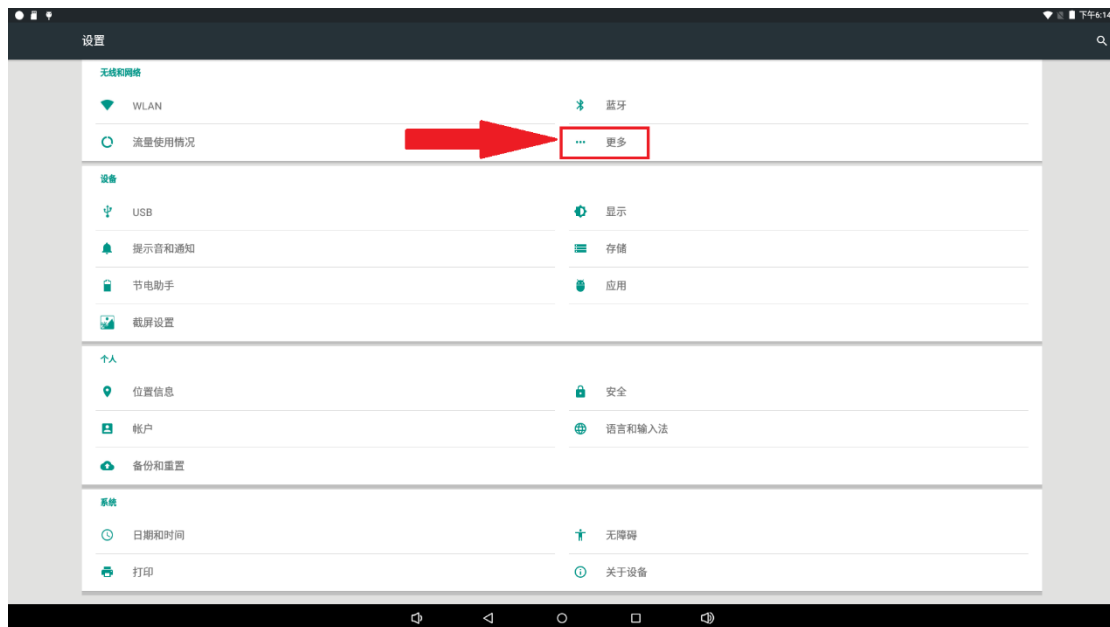 下午6:14
设置
无线和网络
WLAN
蓝牙
流量使用情况
更多
设备
USB
显示
提示音和通知
存储
节电助手
应用
截屏设置
个人
位置信息
安全
帐户
语言和输入法
备份和重置
系统
日期和时间
无障碍
打印
关于设备